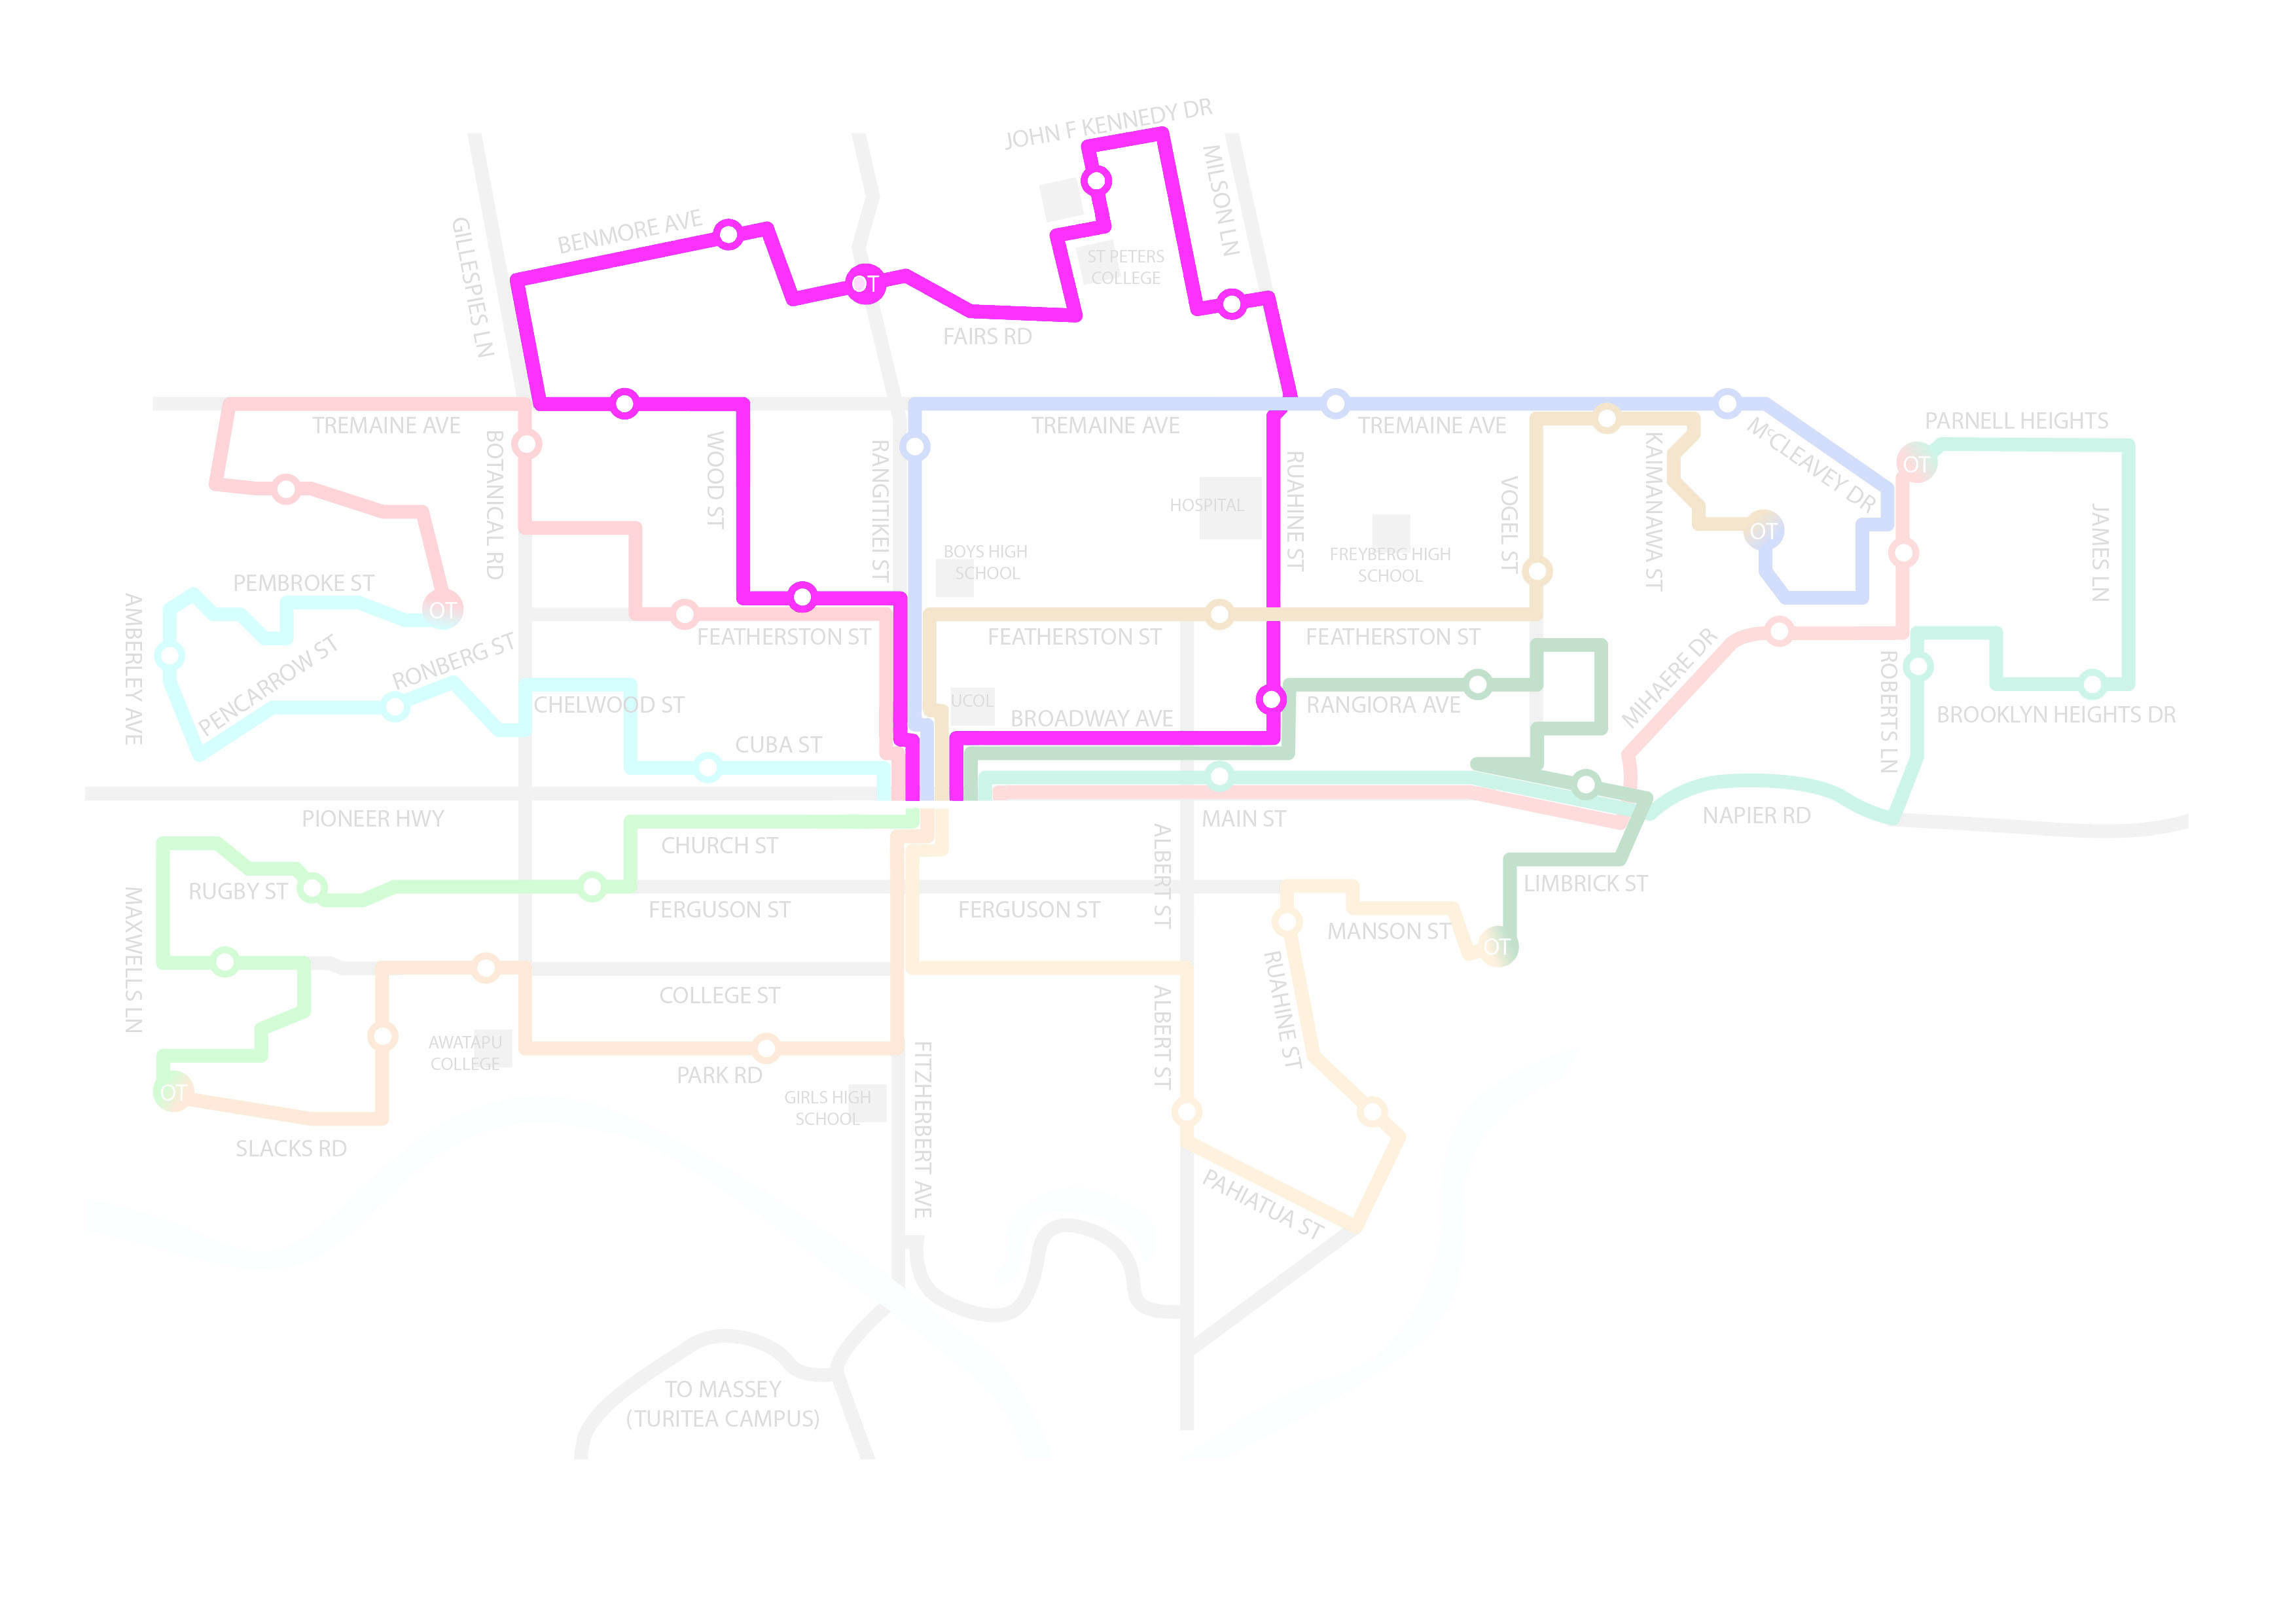 JOHN F KENNEDY DR
MILSON LN
GILLESPIES LN
BENMORE AVE
ST PETERS
COLLEGE
OT
FAIRS RD
TREMAINE AVE
TREMAINE AVE
TREMAINE AVE
PARNELL HEIGHTS
BOTANICAL RD
WOOD ST
RANGITIKEI ST
RUAHINE ST
VOGEL ST
KAIMANAWA ST
McCLEAVEY DR
OT
JAMES LN
HOSPITAL
OT
BOYS HIGH
SCHOOL
FREYBERG HIGH
SCHOOL
PEMBROKE ST
OT
AMBERLEY AVE
PENCARROW ST
RONBERG ST
FEATHERSTON ST
FEATHERSTON ST
FEATHERSTON ST
MIHAERE DR
ROBERTS LN
CHELWOOD ST
UCOL
BROADWAY AVE
RANGIORA AVE
BROOKLYN HEIGHTS DR
CUBA ST
PIONEER HWY
MAIN ST
NAPIER RD
CHURCH ST
ALBERT ST
RUGBY ST
MAXWELLS LN
FERGUSON ST
FERGUSON ST
LIMBRICK ST
MANSON ST
OT
COLLEGE ST
RUAHINE ST
ALBERT ST
AWATAPU
COLLEGE
PARK RD
FITZHERBERT AVE
GIRLS HIGH
SCHOOL
OT
SLACKS RD
PAHIATUA ST
TO MASSEY
(TURITEA CAMPUS)